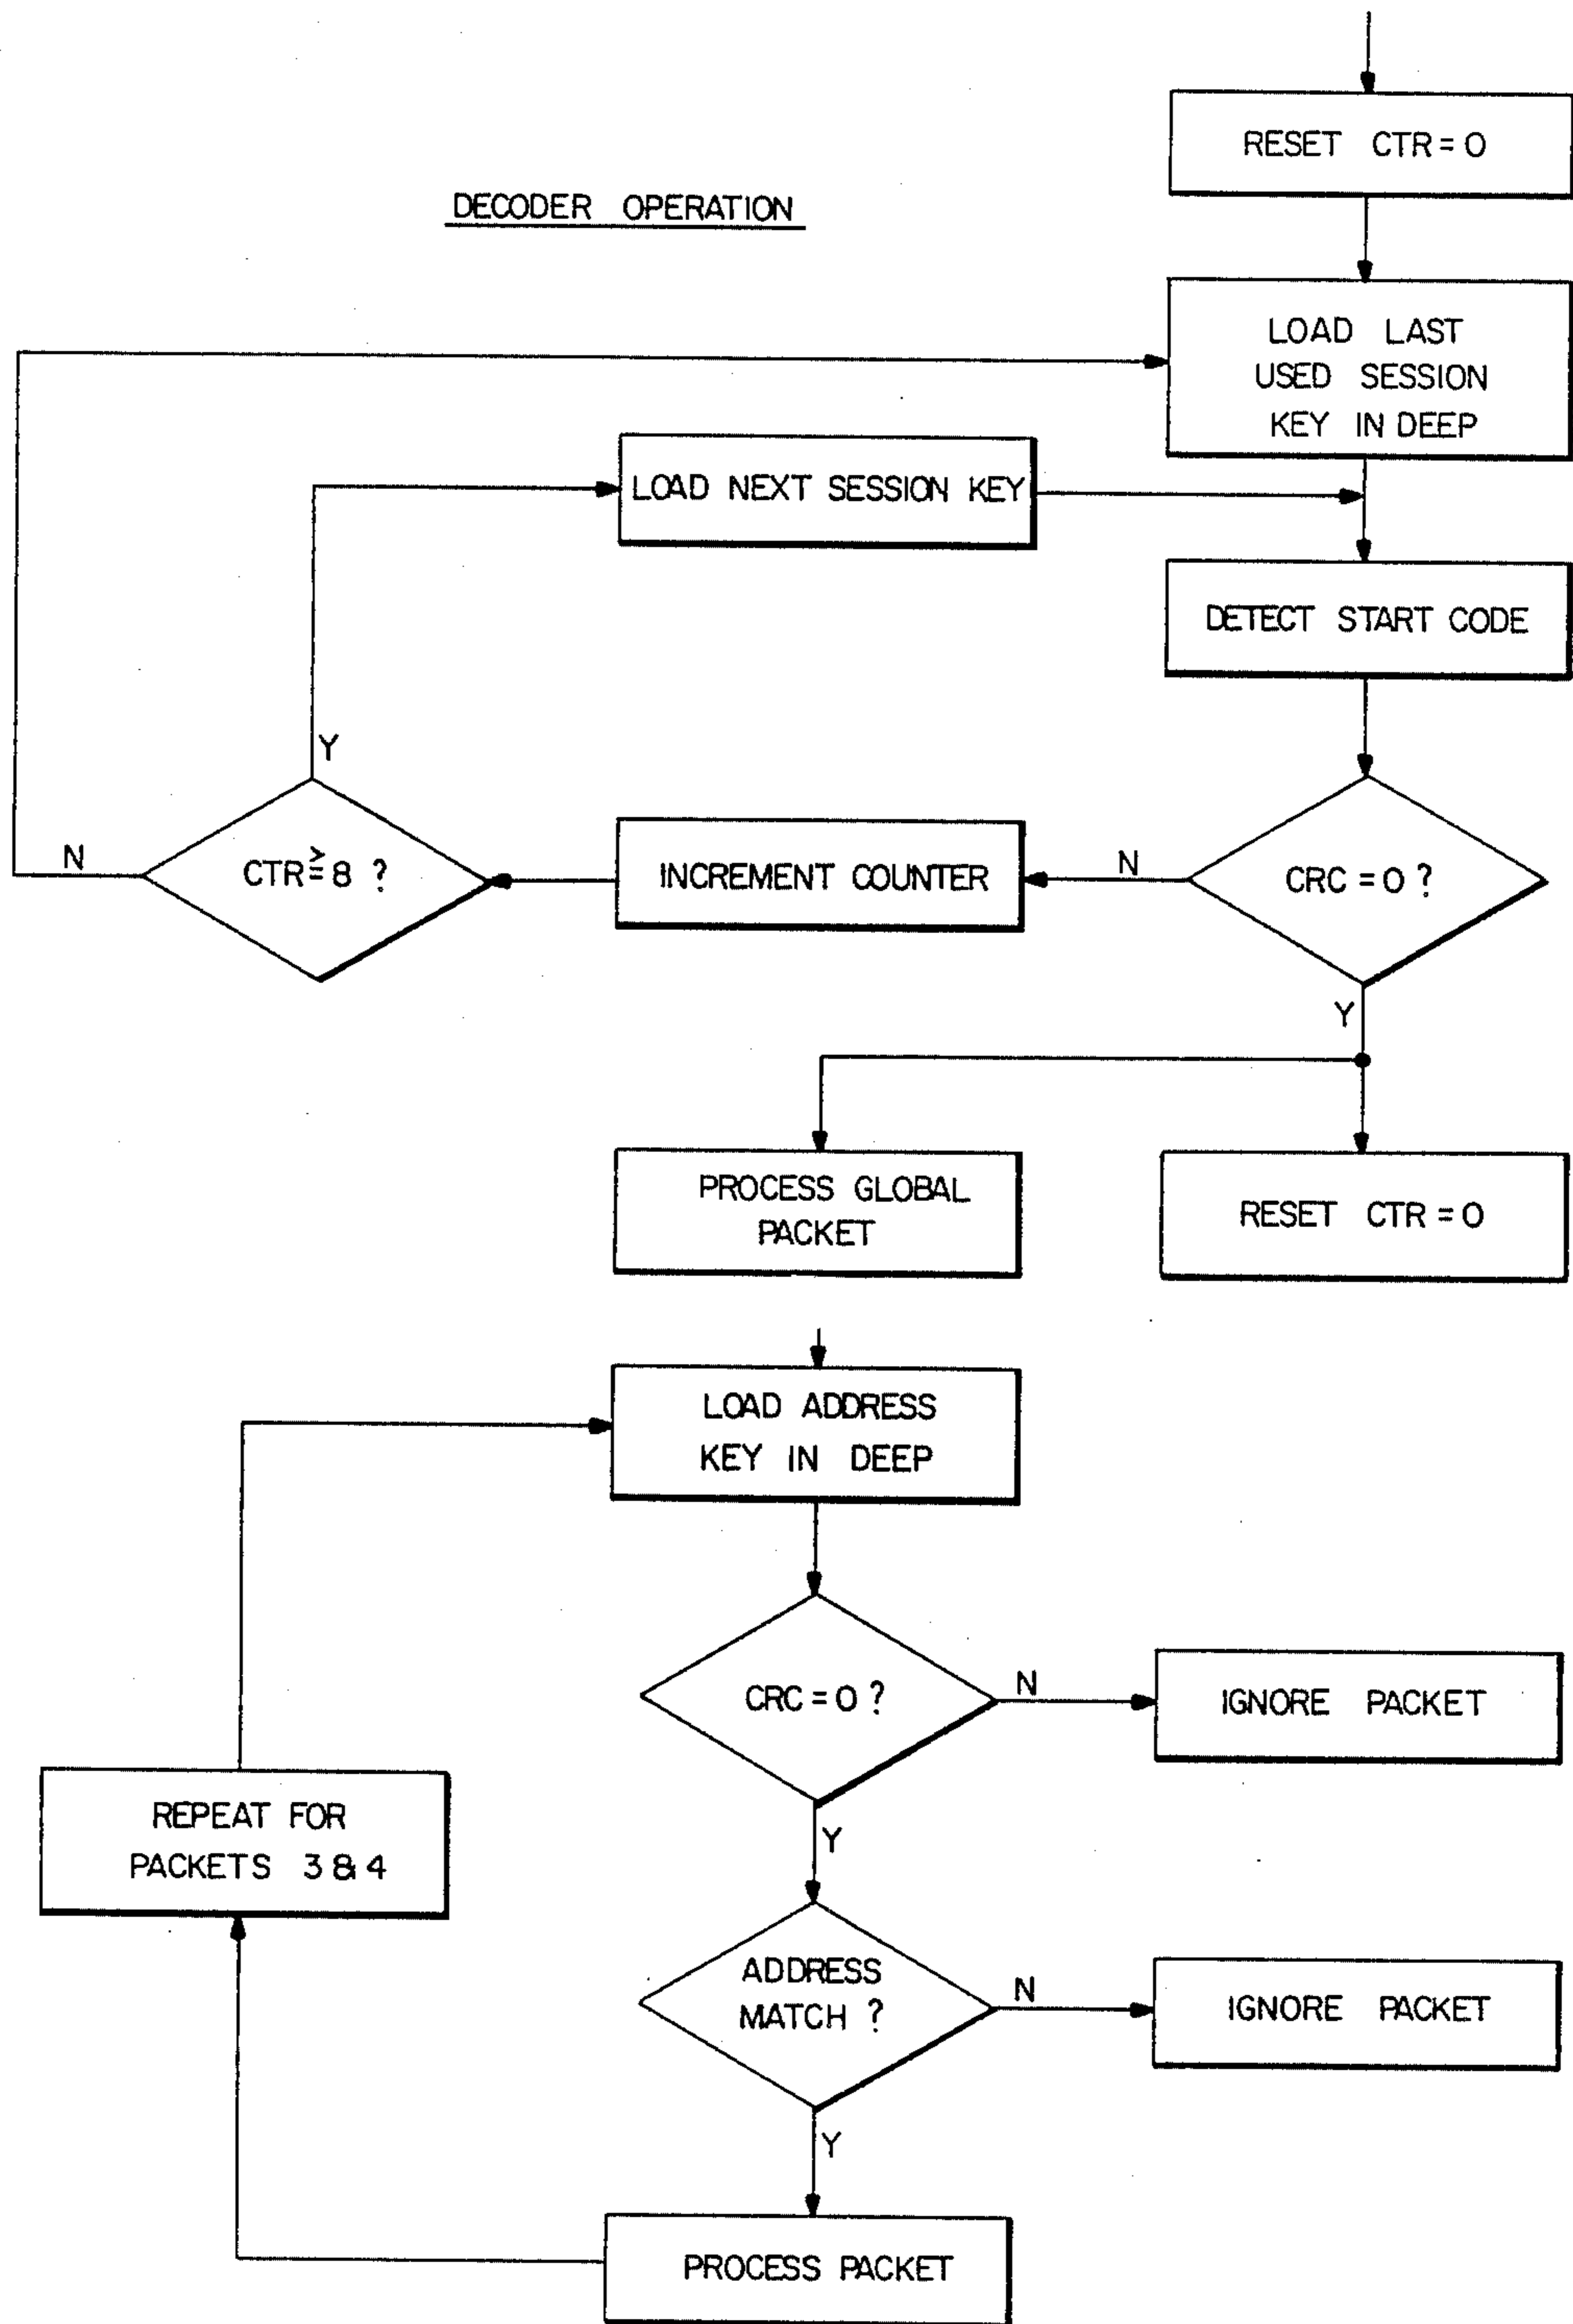 RESET CTR = 0
DECODER OPERATION
LOAD LAST
USED SESSION
KEY IN DEEP
LOAD NEXT SESSION KEY
DETECT START CODE
Y
N
CTR ≥ 8 ?
INCREMENT COUNTER
N
CRC = 0 ?
Y
PROCESS GLOBAL
PACKET
RESET CTR = 0
LOAD ADDRESS
KEY IN DEEP
CRC = 0 ?
N
IGNORE PACKET
REPEAT FOR
PACKETS 3 & 4
Y
ADDRESS
MATCH ?
N
IGNORE PACKET
Y
PROCESS PACKET